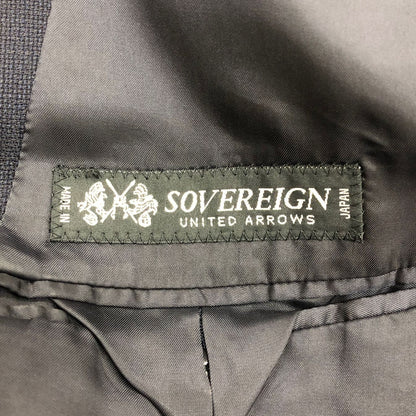 MADE IN
SOVEREIGN
UNITED ARROWS
JAPAN